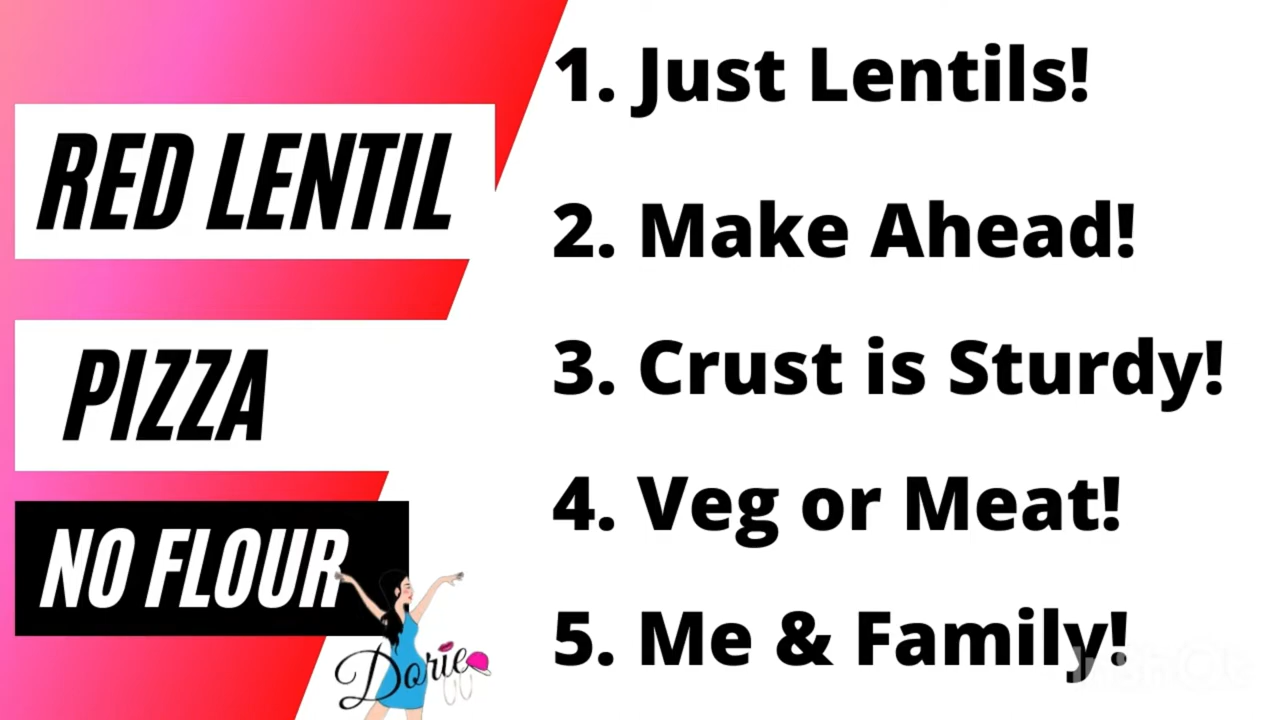 RED LENTIL
PIZZA
NO FLOUR
Dorie
1. Just Lentils!
2. Make Ahead!
3. Crust is Sturdy!
4. Veg or Meat!
5. Me & Family!